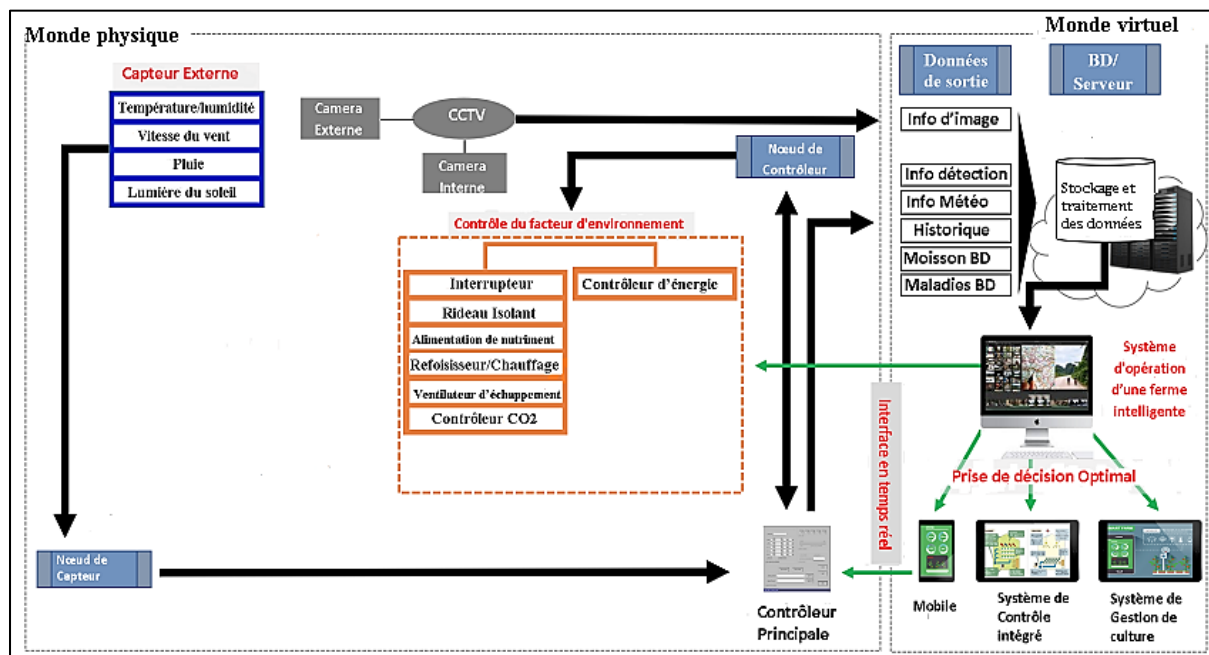 Monde physique
Capteur Externe
Température/humidité
Vitesse du vent
Pluie
Lumière du soleil
Camera
Externe
CCTV
Camera
Interne
Nœud de
Contrôleur
Contrôle du facteur d'environnement
Interrupteur
Contrôleur d'énergie
Rideau Isolant
Alimentation de nutriment
Refoisisseur/Chauffage
Ventilateur d'échuppement
Contrôleur CO2
Nœud de
Capteur
Contrôleur
Principale
Interface en temps réel
Monde virtuel
Données
de sortie
BD/
Serveur
Info d'image
Info détection
Info Météo
Historique
Moisson BD
Maladies BD
Stockage et
traitement
des données
Système
d'opération
d'une ferme
intelligente
Prise de décision Optimal
Mobile
Système de
Contrôle
intégré
Système de
Gestion de
culture